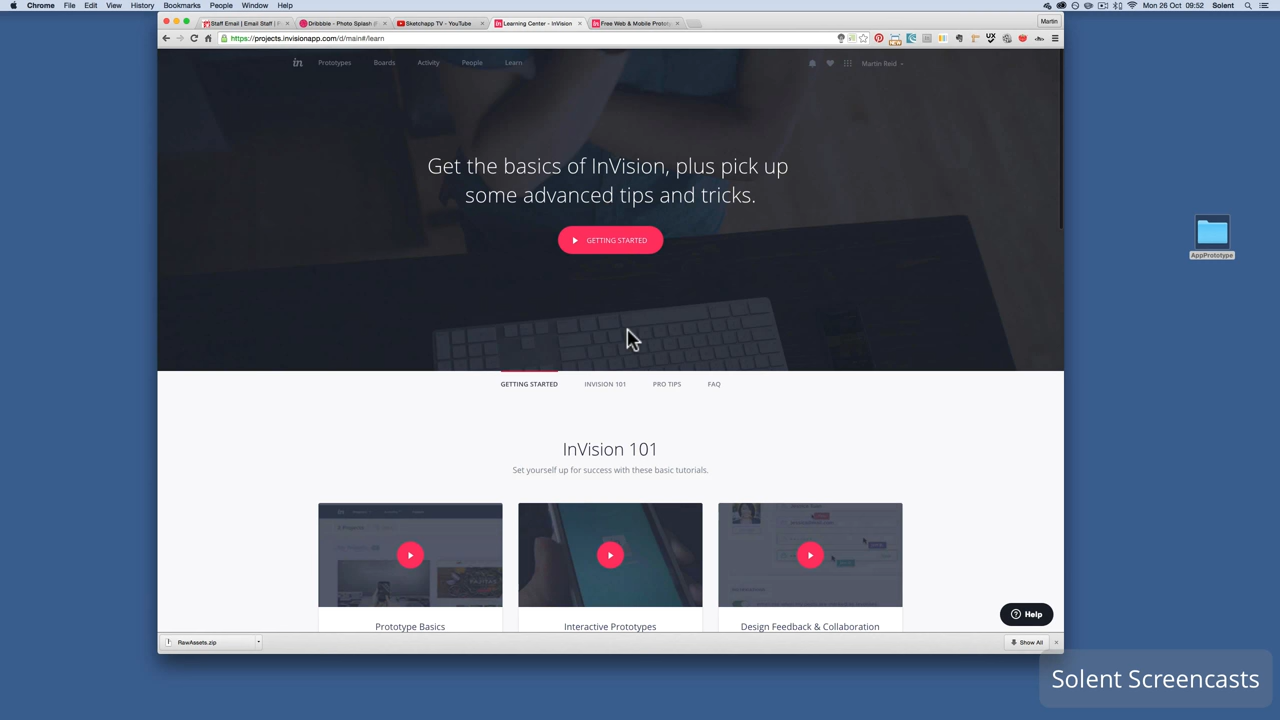 Chrome File Edit View History Bookmarks People Window Help
Mon 26 Oct 09:52 Solent
Staff Email | Email Staff | F
Dribbble - Photo Splash (F
Sketchapp TV - YouTube
Learning Center - InVision
Free Web & Mobile Protot
Martin
https://projects.invisionapp.com/d/main#/learn
in Prototypes Boards Activity People Learn
Martin Reid
Get the basics of InVision, plus pick up
some advanced tips and tricks.
GETTING STARTED
AppPrototype
GETTING STARTED INVISION 101 PRO TIPS FAQ
InVision 101
Set yourself up for success with these basic tutorials.
Prototype Basics
Interactive Prototypes
Design Feedback & Collaboration
Help
RawAssets.zip
Show All
Solent Screencasts